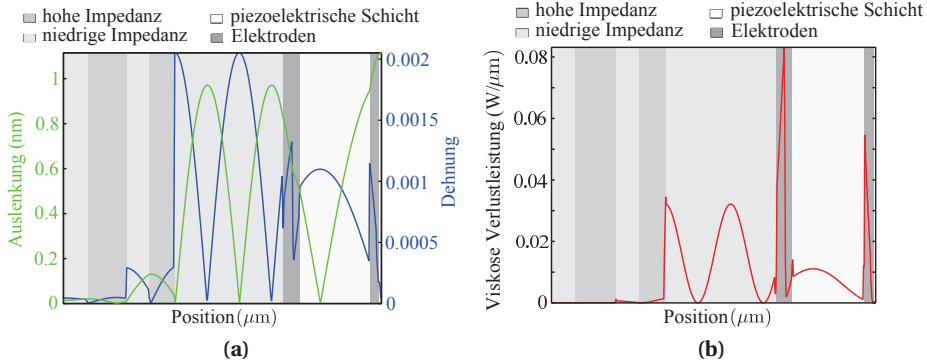 hohe Impedanz piezoelektrische Schicht
niedrige Impedanz Elektroden
Auslenkung (nm)
1
0.8
0.6
0.4
0.2
0
Dehnung
0.002
0.0015
0.001
0.0005
0
Position(μm)
(a)
hohe Impedanz piezoelektrische Schicht
niedrige Impedanz Elektroden
Viskose Verlustleistung (W/μm)
0.08
0.06
0.04
0.02
0
Position(μm)
(b)